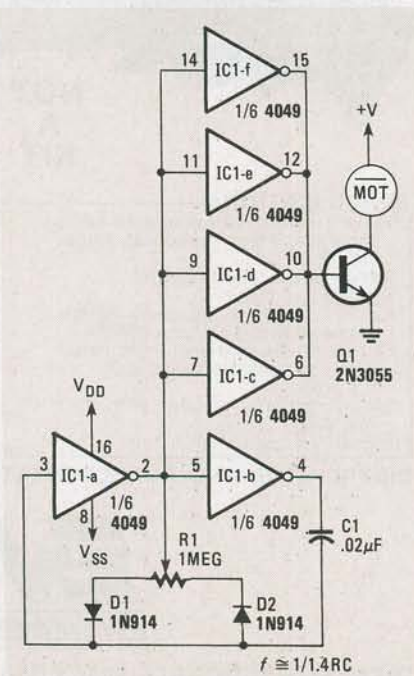 14 IC1-f 15
1/6 4049
+V
11 IC1-e 12
1/6 4049
MOT
9 IC1-d 10
1/6 4049
Q1
2N3055
7 IC1-c 6
1/6 4049
VDD
16
3 IC1-a 2
5 IC1-b 4
8
1/6
4049
1/6 4049
VSS
R1
1MEG
C1
.02μF
D1
1N914
D2
1N914
f ≅ 1/1.4RC